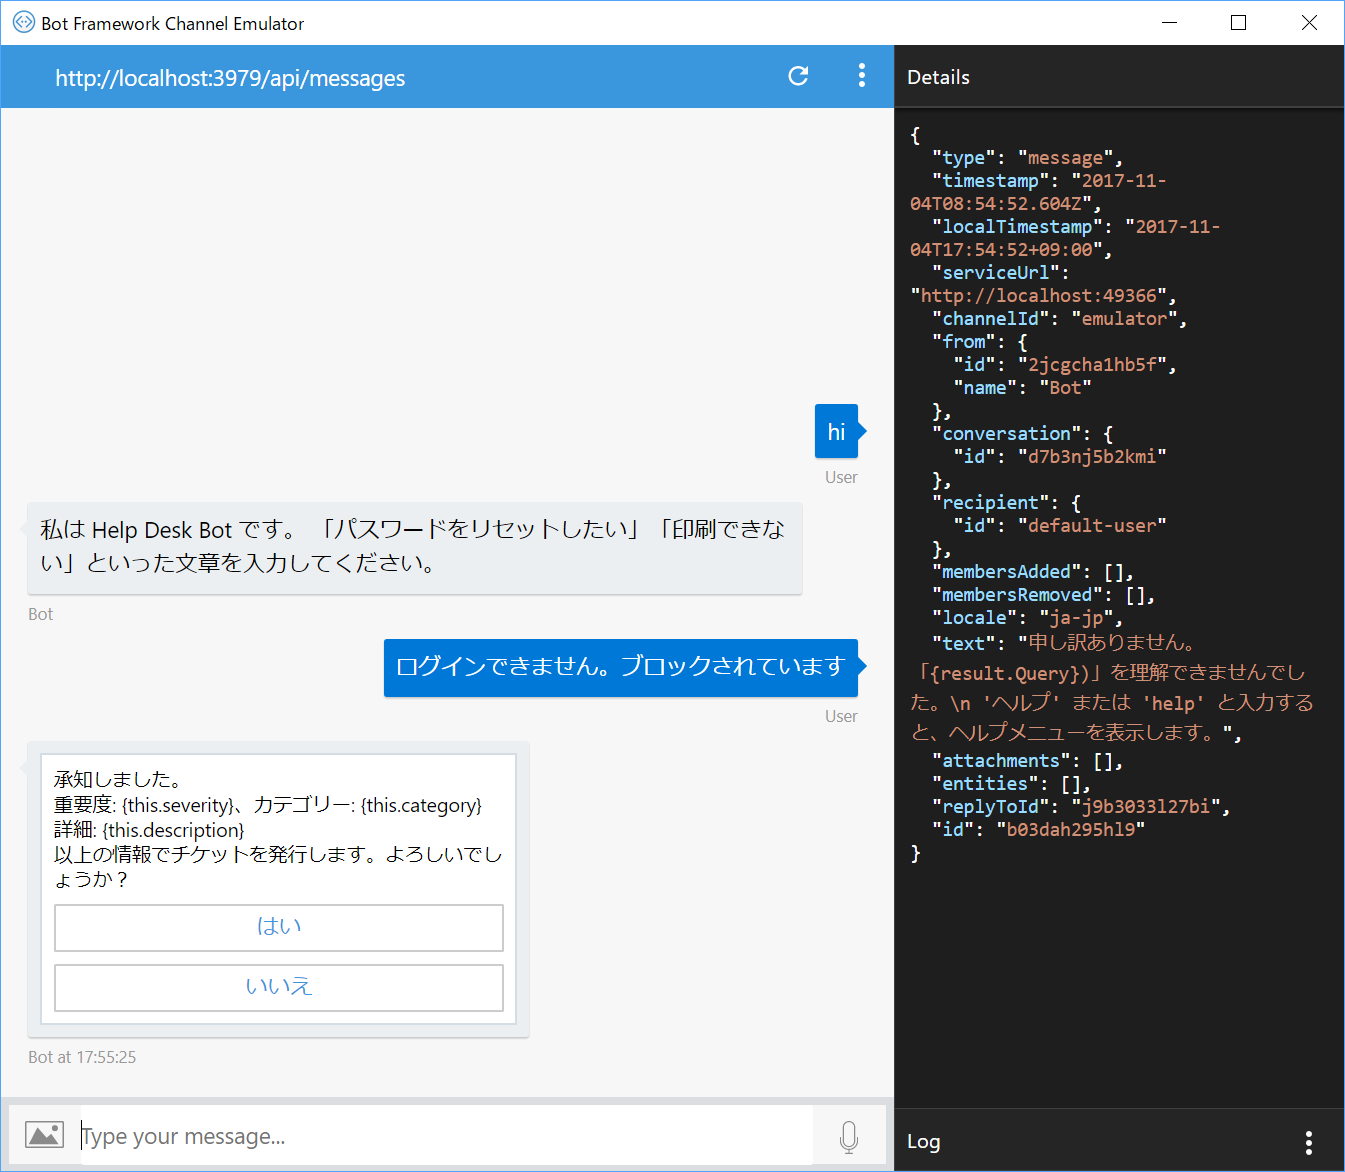 Bot Framework Channel Emulator
http://localhost:3979/api/messages
hi
User
私は Help Desk Bot です。 「パスワードをリセットしたい」「印刷できな
い」といった文章を入力してください。
Bot
ログインできません。ブロックされています
User
承知しました。
重要度: {this.severity}、カテゴリー: {this.category}
詳細: {this.description}
以上の情報でチケットを発行します。よろしいでし
ょうか？
はい
いいえ
Bot at 17:55:25
Type your message...
Details
{
"type": "message",
"timestamp": "2017-11-
04T08:54:52.604Z",
"localTimestamp": "2017-11-
04T17:54:52+09:00",
"serviceUrl":
"http://localhost:49366",
"channelId": "emulator",
"from": {
"id": "2jcgcha1hb5f",
"name": "Bot"
},
"conversation": {
"id": "d7b3nj5b2kmi"
},
"recipient": {
"id": "default-user"
},
"membersAdded": [],
"membersRemoved": [],
"locale": "ja-jp",
"text": "申し訳ありません。
「{result.Query})」を理解できませんでし
た。\n 'ヘルプ' または 'help' と入力する
と、ヘルプメニューを表示します。",
"attachments": [],
"entities": [],
"replyToId": "j9b3033l27bi",
"id": "b03dah295hl9"
}
Log